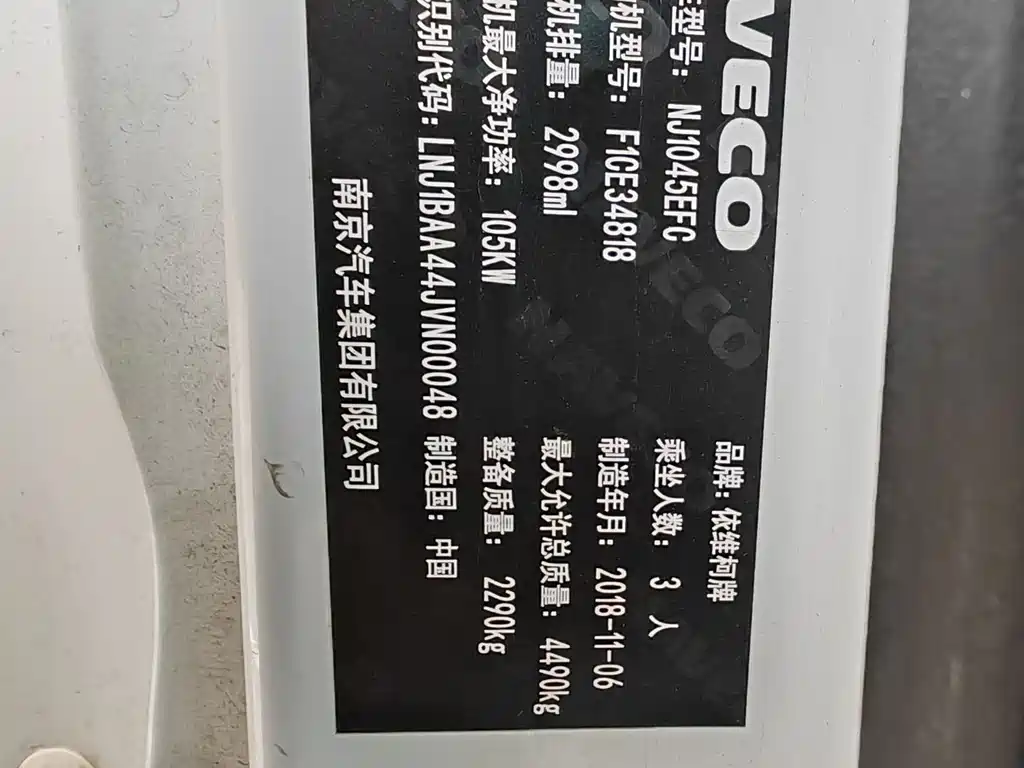 IVECO
品牌：依维柯牌
车型号：NJ1045EFC
乘坐人数：3 人
机型号：F1CE34818
制造年月：2018-11-06
机排量：2998ml
最大允许总质量：4490kg
机最大净功率：105KW
整备质量：2290kg
识别代码：LNJ1BAA44JVN00048
制造国：中国
南京汽车集团有限公司